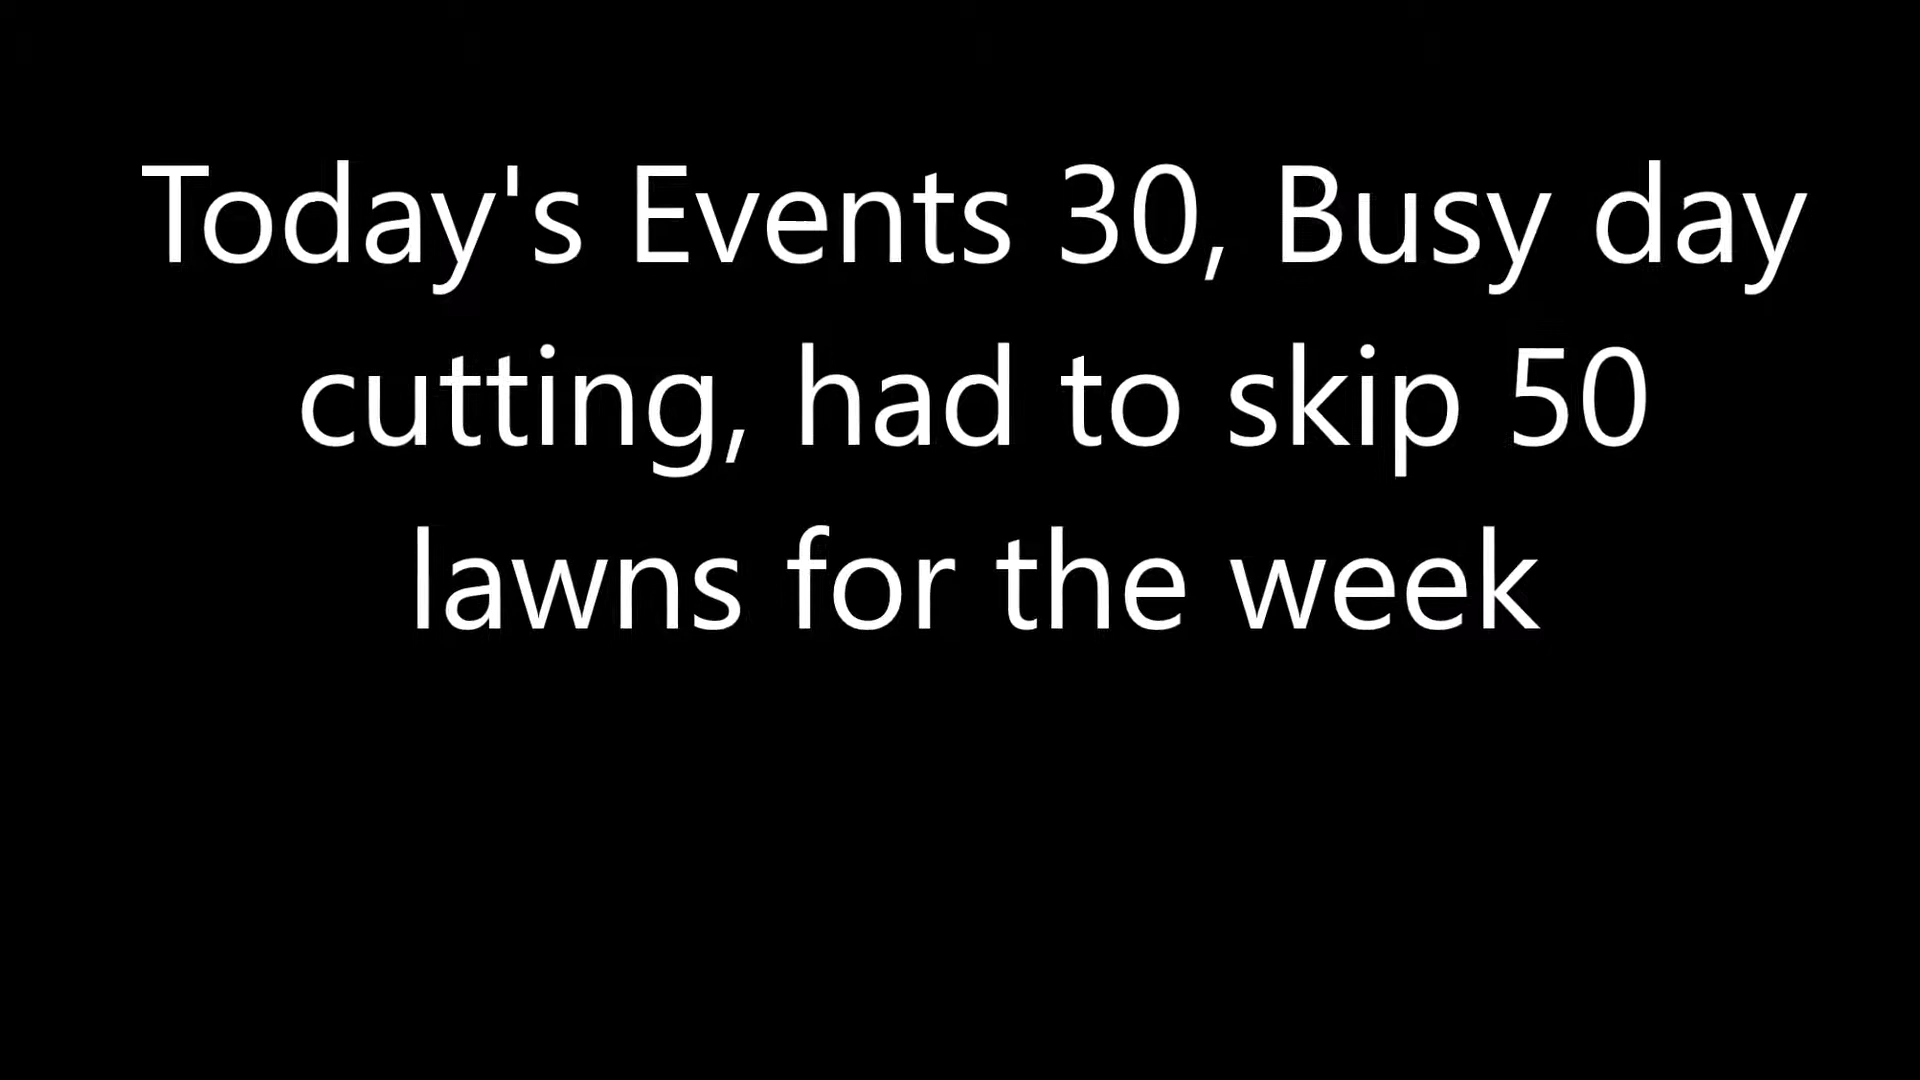 Today's Events 30, Busy day
cutting, had to skip 50
lawns for the week